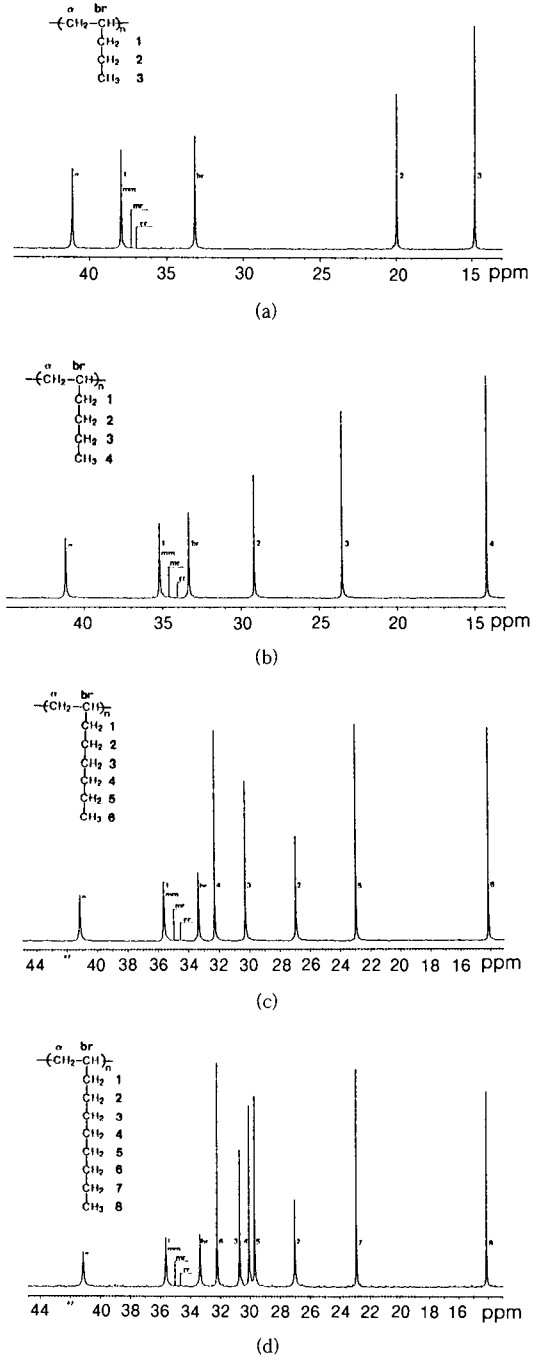 α br
—(CH₂—CH)n—
CH₂ 1
CH₂ 2
CH₃ 3
α 1 br 2 3
mm
mr
rr
40 35 30 25 20 15 ppm
(a)
α br
—(CH₂—CH)n—
CH₂ 1
CH₂ 2
CH₂ 3
CH₃ 4
α 1 br 2 3 4
mm
mr
rr
40 35 30 25 20 15 ppm
(b)
α br
—(CH₂—CH)n—
CH₂ 1
CH₂ 2
CH₂ 3
CH₂ 4
CH₂ 5
CH₃ 6
α 1 br 4 3 2 5 6
mm
mr
rr
44 40 38 36 34 32 30 28 26 24 22 20 18 16 14 ppm
(c)
α br
—(CH₂—CH)n—
CH₂ 1
CH₂ 2
CH₂ 3
CH₂ 4
CH₂ 5
CH₂ 6
CH₂ 7
CH₃ 8
α 1 br 6 3 4 5 2 7 8
mm
mr
rr
44 40 38 36 34 32 30 28 26 24 22 20 18 16 14 ppm
(d)